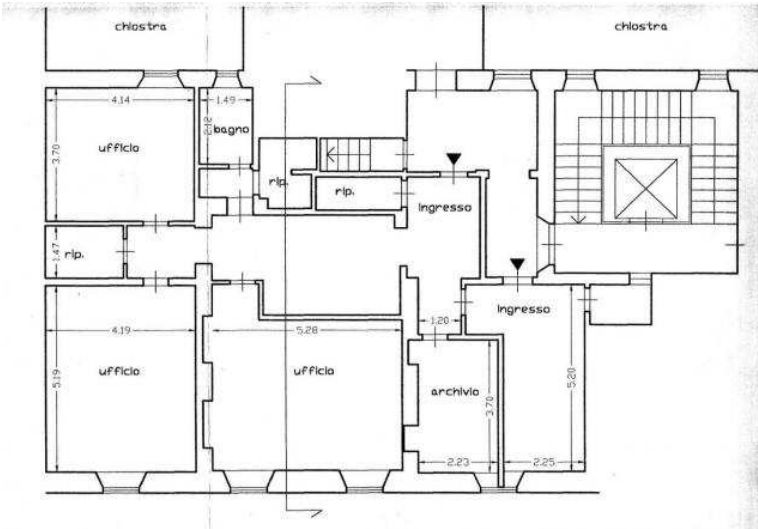 chiostra
chiostra
4.14
1.49
2.12
bagno
3.70
ufficio
rip.
rip.
Ingresso
1.47
rip.
Ingresso
4.19
5.28
1.20
5.19
ufficio
ufficio
archivio
3.70
5.20
2.23
2.25